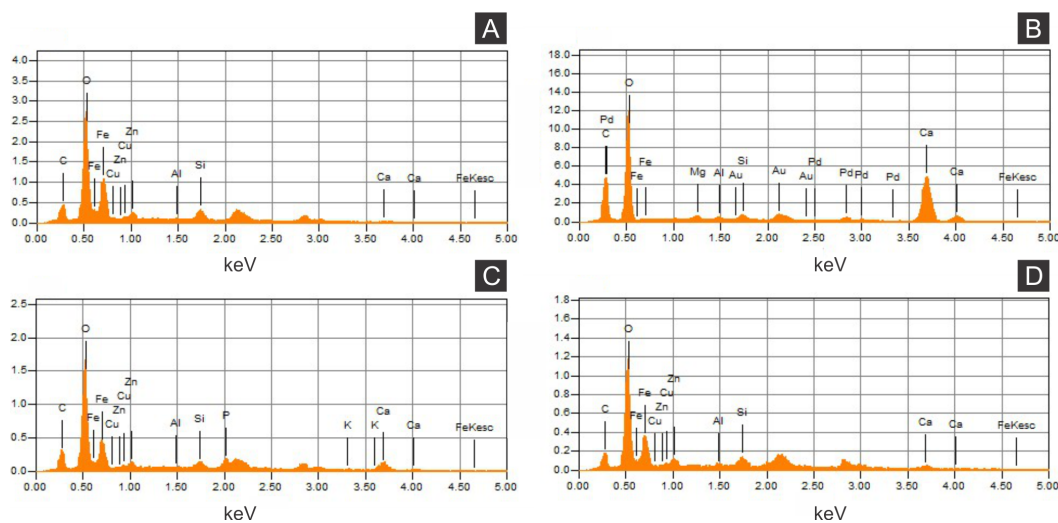 A
4.0
3.5
3.0
2.5
2.0
1.5
1.0
0.5
0.0
O
Fe
Zn
Cu
C
Fe
Zn
Cu
Al
Si
Ca
Ca
FeKesc
0.00 0.50 1.00 1.50 2.00 2.50 3.00 3.50 4.00 4.50 5.00
keV
B
18.0
16.0
14.0
12.0
10.0
8.0
6.0
4.0
2.0
0.0
O
Pd
C
Fe
Fe
Mg
Al
Au
Si
Au
Pd
Au
Pd
Pd
Pd
Ca
Ca
FeKesc
0.00 0.50 1.00 1.50 2.00 2.50 3.00 3.50 4.00 4.50 5.00
keV
C
2.5
2.0
1.5
1.0
0.5
0.0
O
C
Fe
Fe
Zn
Cu
Zn
Cu
Al
Si
P
K
K
Ca
Ca
FeKesc
0.00 0.50 1.00 1.50 2.00 2.50 3.00 3.50 4.00 4.50 5.00
keV
D
1.8
1.6
1.4
1.2
1.0
0.8
0.6
0.4
0.2
0.0
O
C
Fe
Fe
Zn
Cu
Zn
Cu
Al
Si
Ca
Ca
FeKesc
0.00 0.50 1.00 1.50 2.00 2.50 3.00 3.50 4.00 4.50 5.00
keV